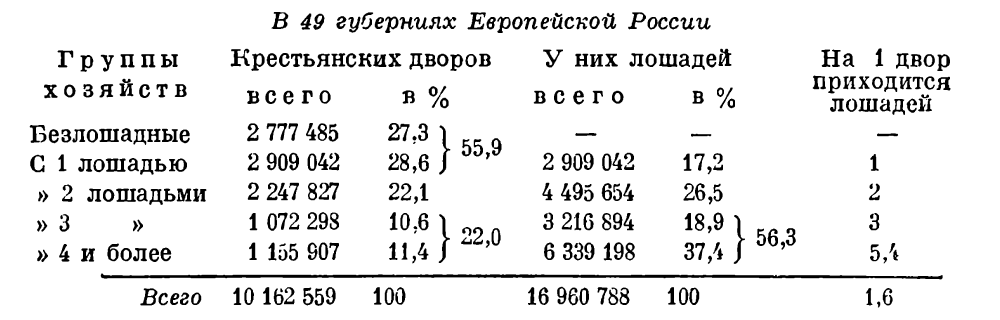 В 49 губерниях Европейской России
Группы хозяйств Крестьянских дворов У них лошадей На 1 двор приходится лошадей
всего в % всего в %
Безлошадные 2 777 485 27,3 } 55,9 — — —
С 1 лошадью 2 909 042 28,6 2 909 042 17,2 1
» 2 лошадьми 2 247 827 22,1 4 495 654 26,5 2
» 3 » 1 072 298 10,6 } 22,0 3 216 894 18,9 } 56,3 3
» 4 и более 1 155 907 11,4 6 339 198 37,4 5,4
Всего 10 162 559 100 16 960 788 100 1,6